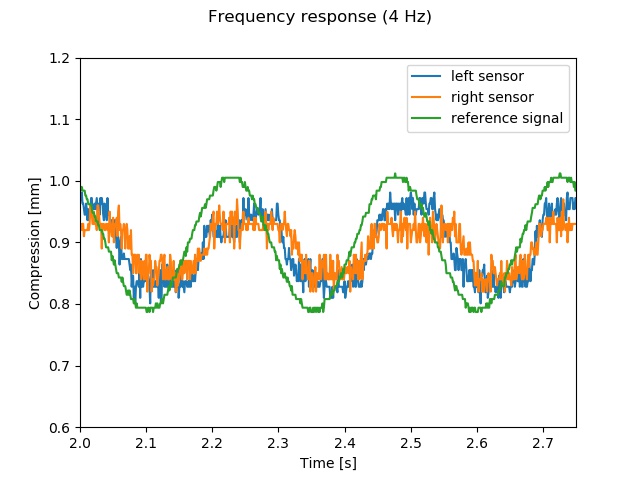 Frequency response (4 Hz)
left sensor
right sensor
reference signal
1.2
1.1
1.0
0.9
0.8
0.7
0.6
Compression [mm]
2.0 2.1 2.2 2.3 2.4 2.5 2.6 2.7
Time [s]